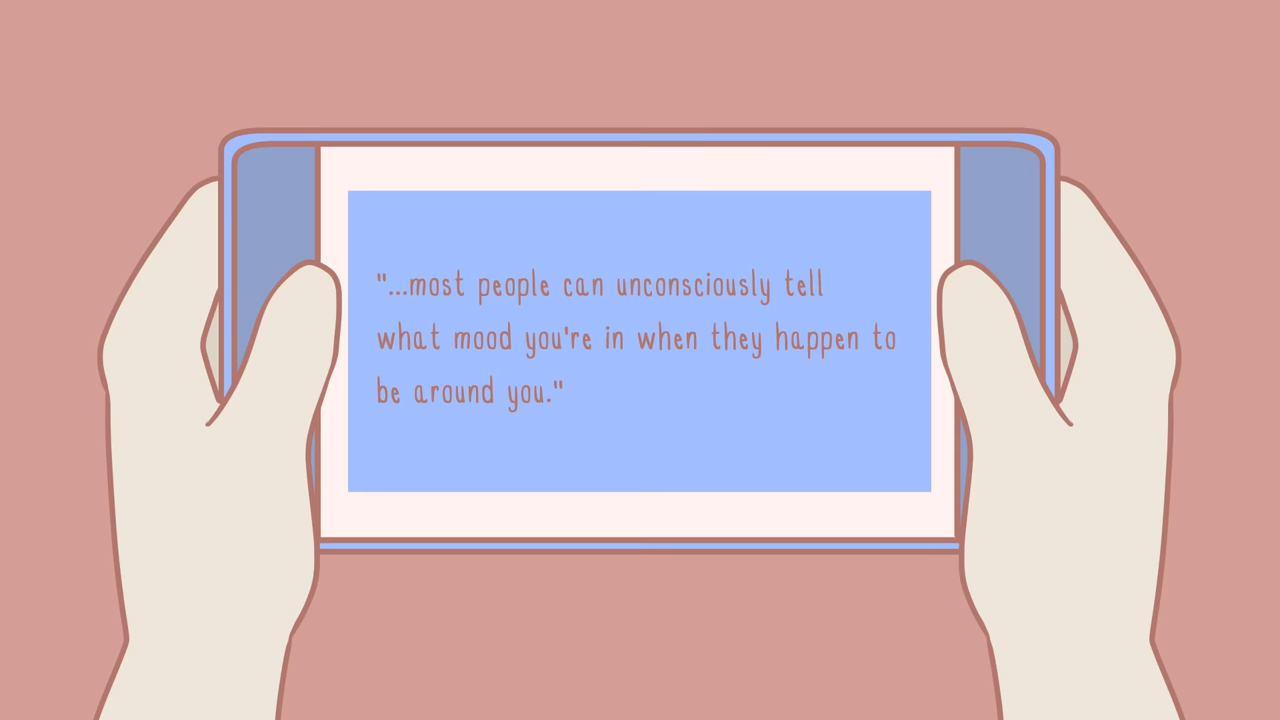 "...most people can unconsciously tell
what mood you're in when they happen to
be around you."